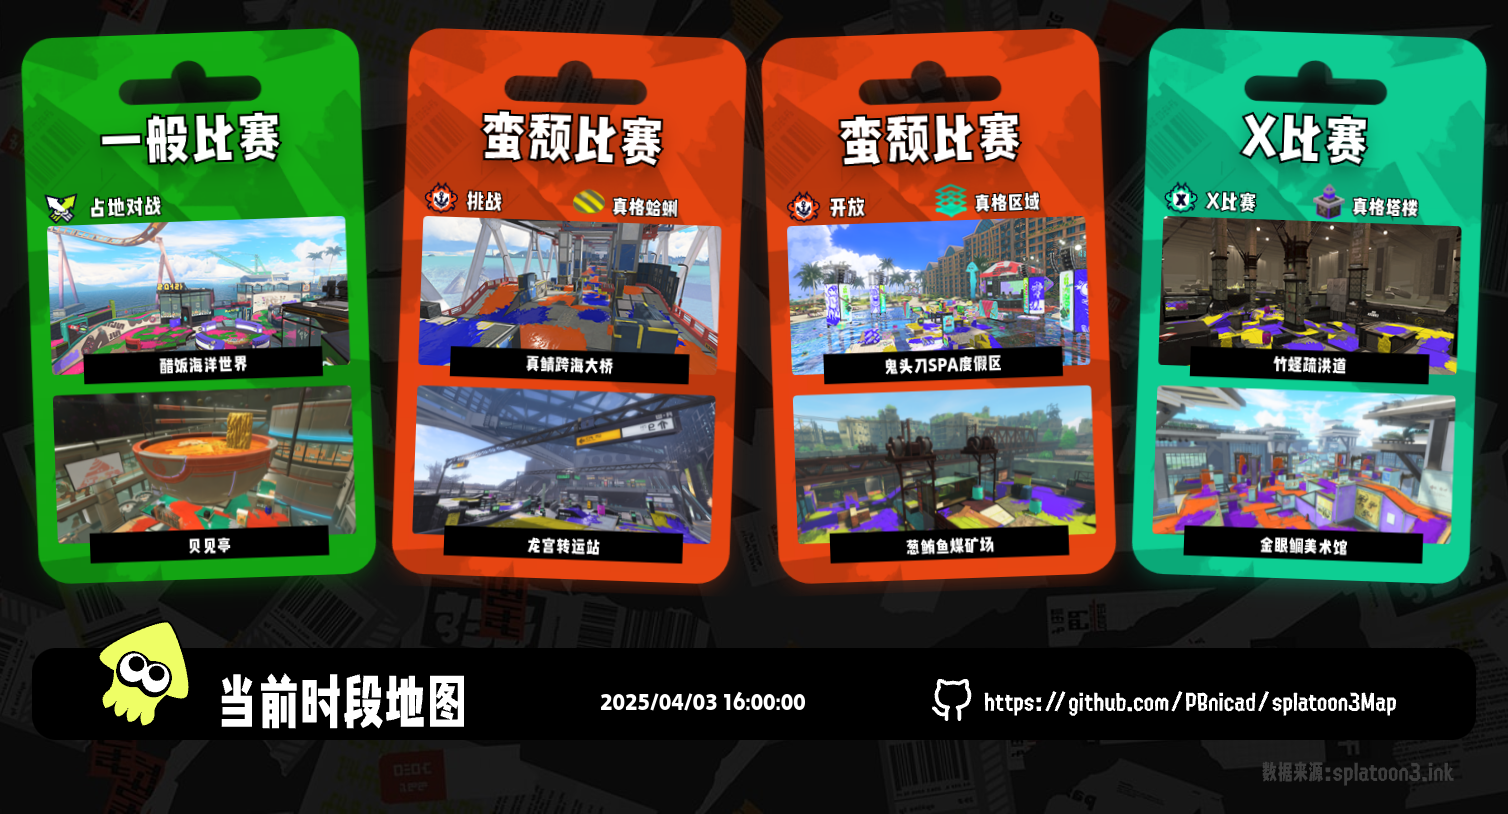 一般比赛
占地对战
醋饭海洋世界
贝见亭
蛮颓比赛
挑战
真格蛤蜊
真鲭跨海大桥
龙宫转运站
蛮颓比赛
开放
真格区域
鬼头刀SPA度假区
葱鲔鱼煤矿场
X比赛
X比赛
真格塔楼
竹蛏疏洪道
金眼鲷美术馆
当前时段地图
2025/04/03 16:00:00
https://github.com/PBnicad/splatoon3Map
数据来源:splatoon3.ink